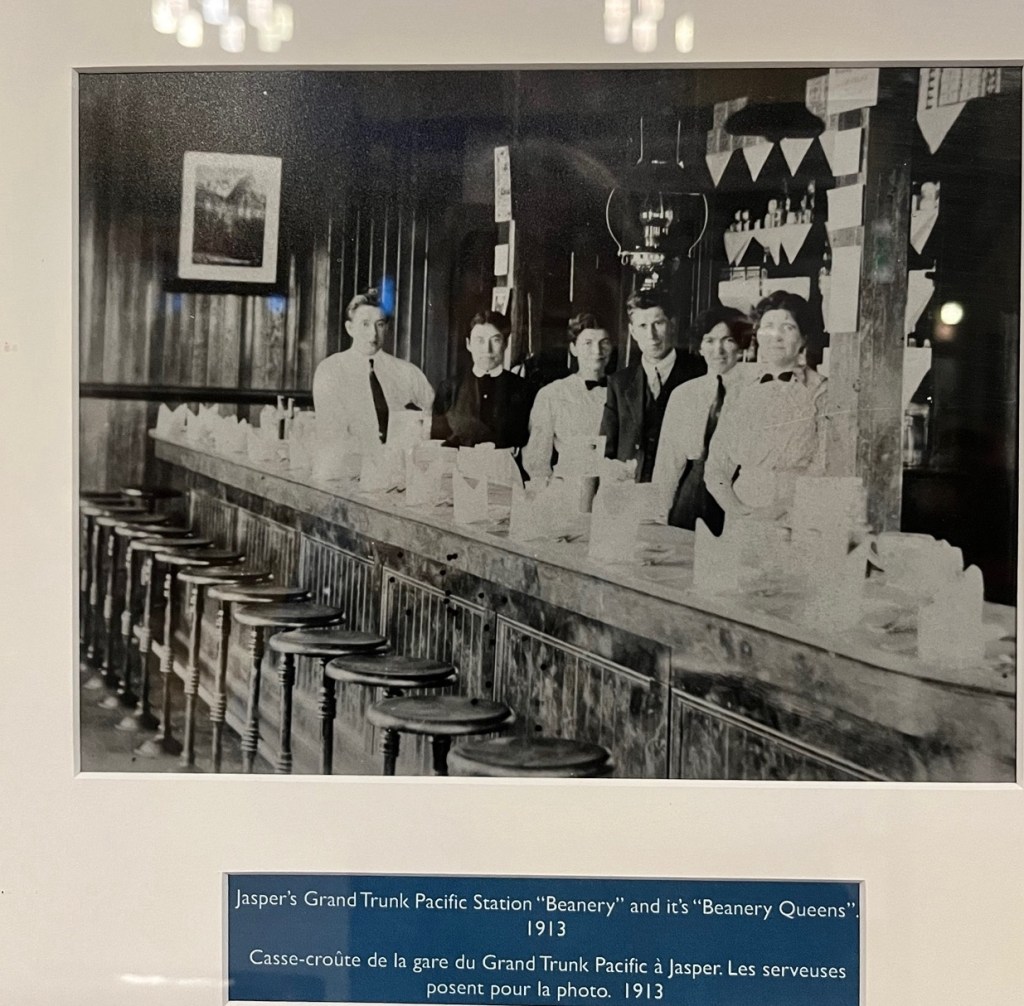 Jasper's Grand Trunk Pacific Station "Beanery" and it's "Beanery Queens".
1913
Casse-croûte de la gare du Grand Trunk Pacific à Jasper. Les serveuses
posent pour la photo. 1913